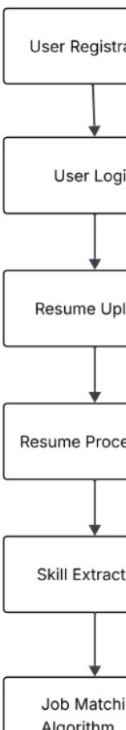 User Registra
User Logi
Resume Upl
Resume Proce
Skill Extract
Job Matchi
Algorithm